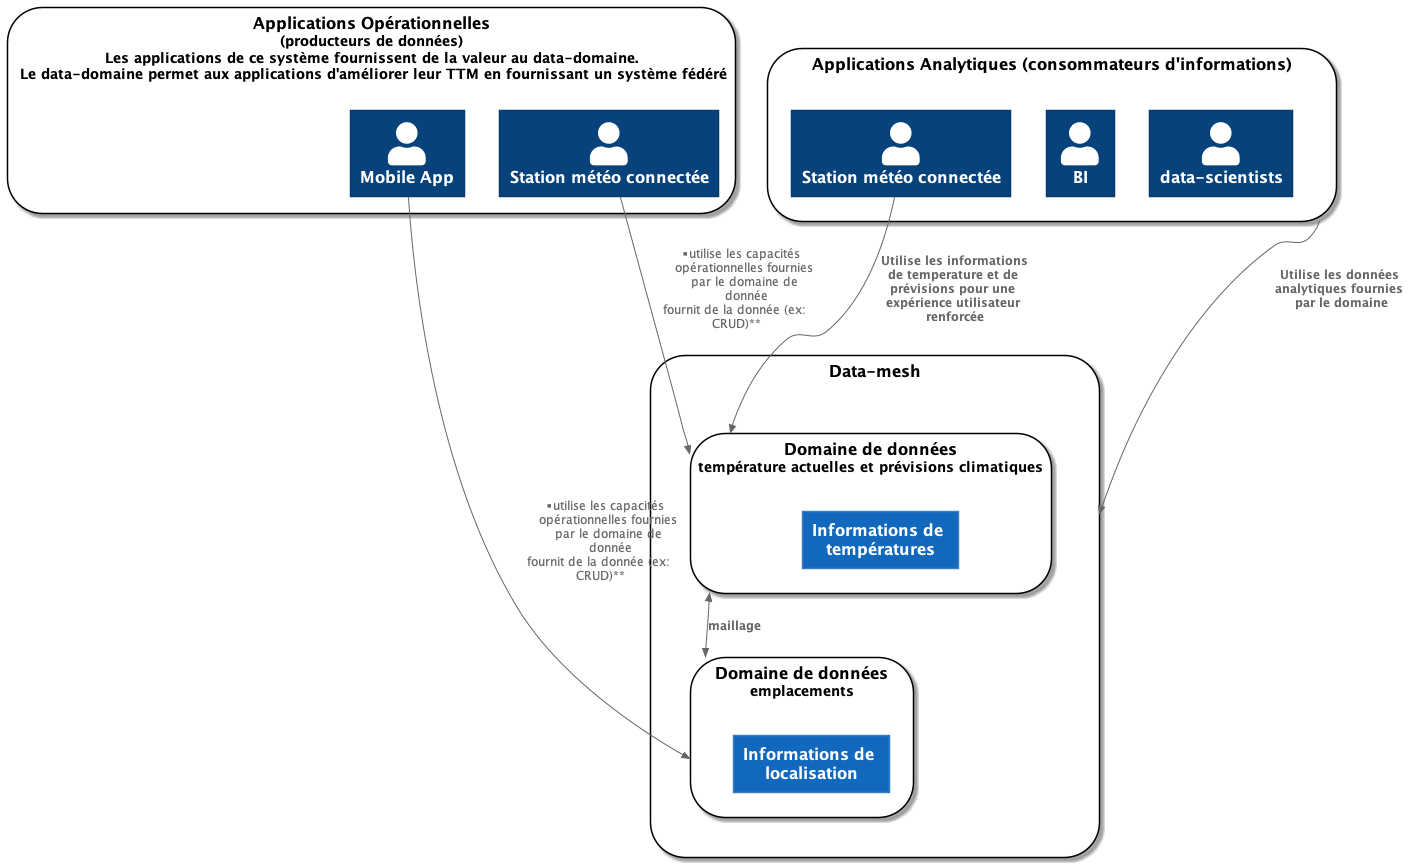 Applications Opérationnelles
(producteurs de données)
Les applications de ce système fournissent de la valeur au data-domaine.
Le data-domaine permet aux applications d'améliorer leur TTM en fournissant un système fédéré
Mobile App
Station météo connectée
Applications Analytiques (consommateurs d'informations)
Station météo connectée
BI
data-scientists
▪utilise les capacités
opérationnelles fournies
par le domaine de
donnée
fournit de la donnée (ex:
CRUD)**
Utilise les informations
de temperature et de
prévisions pour une
expérience utilisateur
renforcée
Utilise les données
analytiques fournies
par le domaine
Data-mesh
Domaine de données
température actuelles et prévisions climatiques
Informations de
températures
▪utilise les capacités
opérationnelles fournies
par le domaine de
donnée
fournit de la donnée (ex:
CRUD)**
maillage
Domaine de données
emplacements
Informations de
localisation